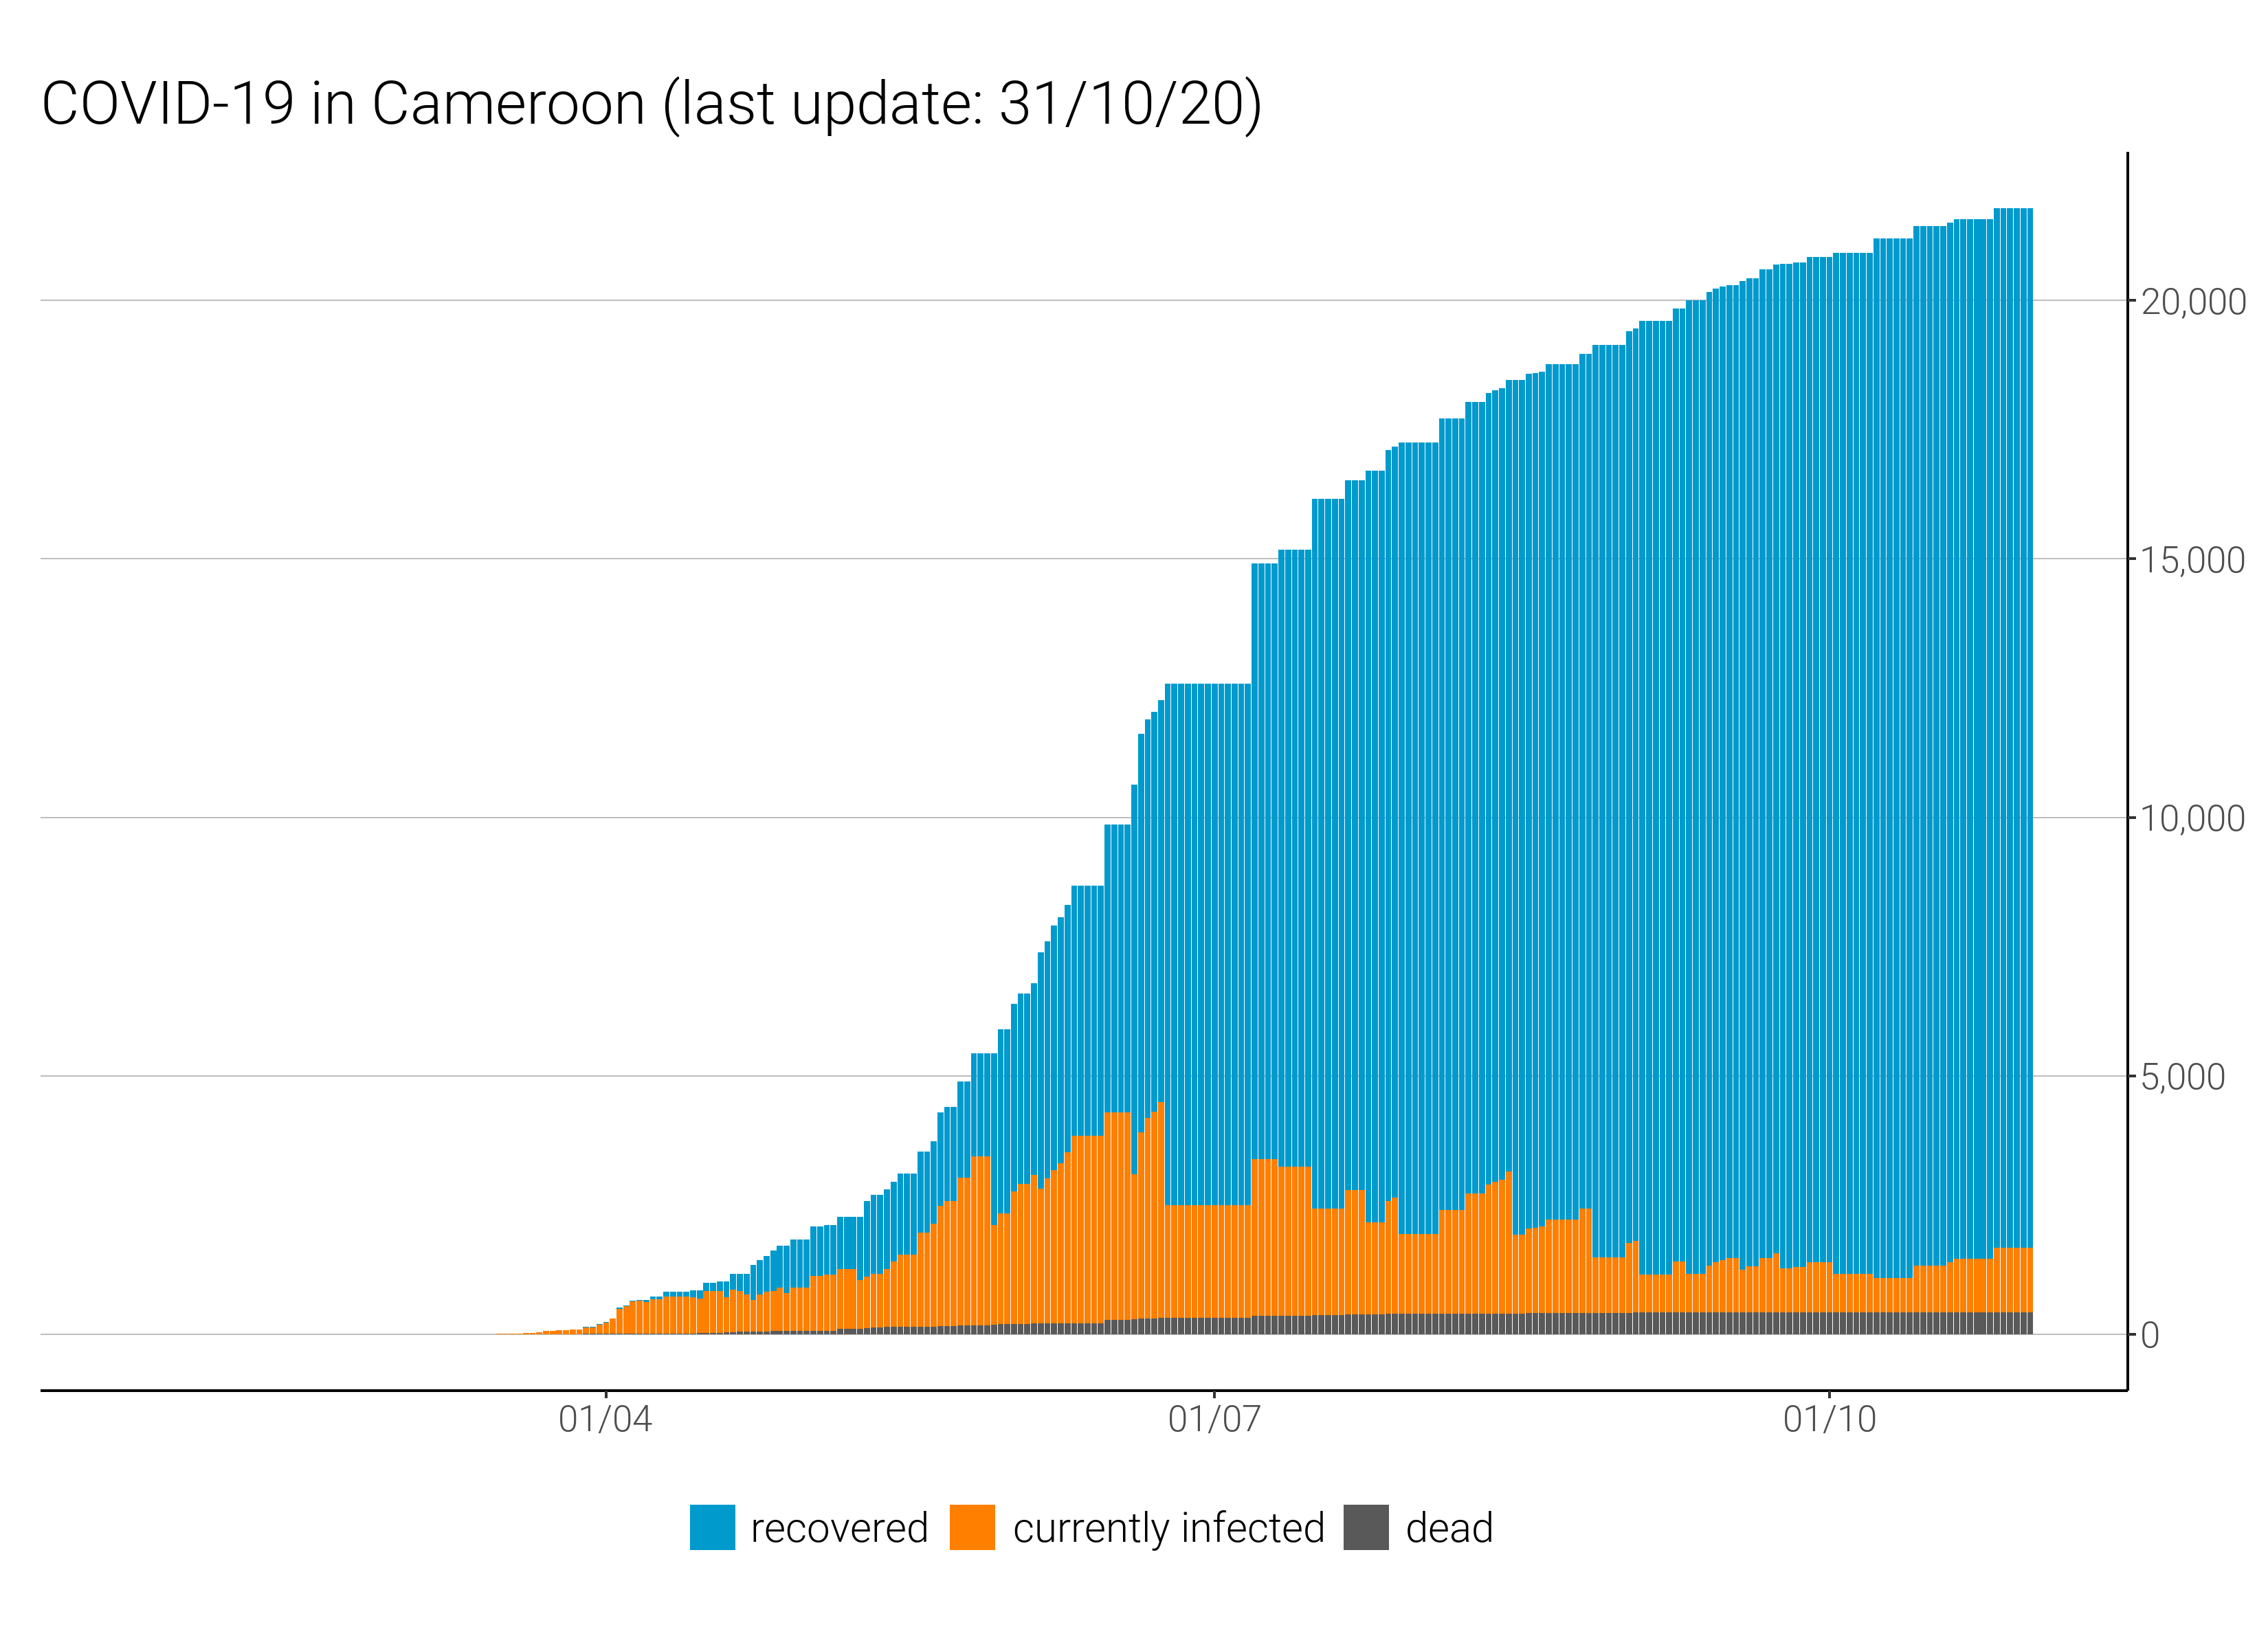 COVID-19 in Cameroon (last update: 31/10/20)
20,000
15,000
10,000
5,000
0
01/04 01/07 01/10
recovered currently infected dead